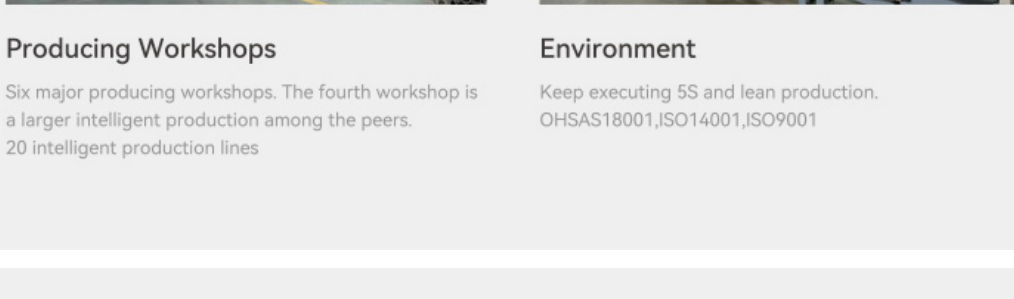 Producing Workshops
Six major producing workshops. The fourth workshop is
a larger intelligent production among the peers.
20 intelligent production lines
Environment
Keep executing 5S and lean production.
OHSAS18001,ISO14001,ISO9001